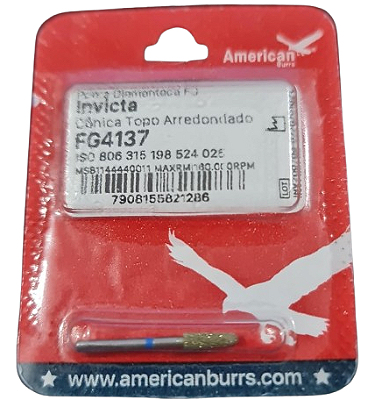 American
Burrs
Ponta Diamantada FG
Invicta
Cônica Topo Arredondado
FG4137
ISO 806 315 198 524 025
LOT
7908155821286
www.americanburrs.com